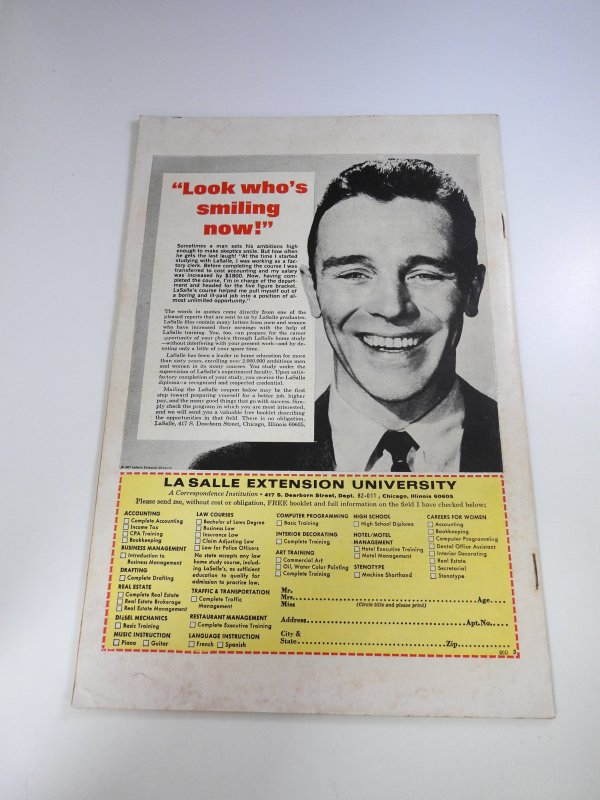 “Look who’s
smiling
now!”
Sometimes a man sets his ambitions high
enough to make skeptics smile. But how often
he gets the last laugh! “At the time I started
studying with LaSalle, I was working as a fac-
tory clerk. Before completing the course I was
transferred to cost accounting and my salary
was increased by $1800. Now, having com-
pleted the course, I’m in charge of the depart-
ment and headed for the five figure bracket.
LaSalle’s course helped me pull myself out of
a boring and ill-paid job into a position of al-
most unlimited opportunity.”
The words in quotes come directly from one of the
pleased reports that are sent to us by LaSalle graduates.
LaSalle files contain many letters from men and women
who have increased their earnings with the help of
LaSalle training. You, too, can prepare for the career
opportunity of your choice through LaSalle home study
—without interfering with your present work—and by de-
voting only a little of your spare time.
LaSalle has been a leader in home education for more
than sixty years, enrolling over 2,000,000 ambitious men
and women in its many courses. You study under the
supervision of LaSalle’s experienced faculty. Upon satis-
factory completion of your study, you receive the LaSalle
diploma–a recognized and respected credential.
Mailing the LaSalle coupon below may be the first
step toward preparing yourself for a better job, higher
pay, and the many good things that go with success. Sim-
ply check the program in which you are most interested,
and we will send you a valuable free booklet describing
the opportunities in that field. There is no obligation.
LaSalle, 417 S. Dearborn Street, Chicago, Illinois 60605.
LA SALLE EXTENSION UNIVERSITY
A Correspondence Institution • 417 S. Dearborn Street, Dept. 82-011, Chicago, Illinois 60605
Please send me, without cost or obligation, FREE booklet and full information on the field I have checked below:
ACCOUNTING
Complete Accounting
Income Tax
CPA Training
Bookkeeping
BUSINESS MANAGEMENT
Introduction to
Business Management
DRAFTING
Complete Drafting
REAL ESTATE
Complete Real Estate
Real Estate Brokerage
Real Estate Management
DIESEL MECHANICS
Basic Training
MUSIC INSTRUCTION
Piano Guitar
LAW COURSES
Bachelor of Laws Degree
Business Law
Insurance Law
Claim Adjusting Law
Law for Police Officers
No state accepts any law
home study course, includ-
ing LaSalle’s, as sufficient
education to qualify for
admission to practice law.
TRAFFIC & TRANSPORTATION
Complete Traffic
Management
RESTAURANT MANAGEMENT
Complete Executive Training
LANGUAGE INSTRUCTION
French Spanish
COMPUTER PROGRAMMING
Basic Training
INTERIOR DECORATING
Complete Training
ART TRAINING
Commercial Art
Oil, Water Color Painting
Complete Training
HIGH SCHOOL
High School Diploma
HOTEL/MOTEL
MANAGEMENT
Hotel Executive Training
Motel Management
STENOTYPE
Machine Shorthand
CAREERS FOR WOMEN
Accounting
Bookkeeping
Computer Programming
Dental Office Assistant
Interior Decorating
Real Estate
Secretarial
Stenotype
Mr.
Mrs. Age
Miss (Circle title and please print)
Address Apt.No.
City &
State Zip